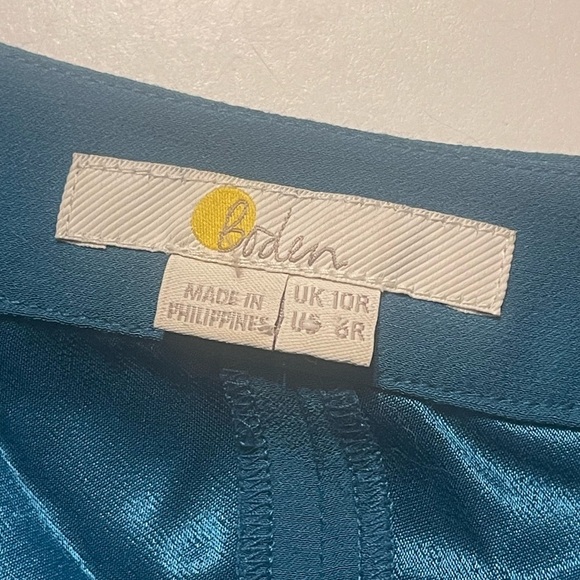 Boden
MADE IN
PHILIPPINES
UK 10R
US 6R